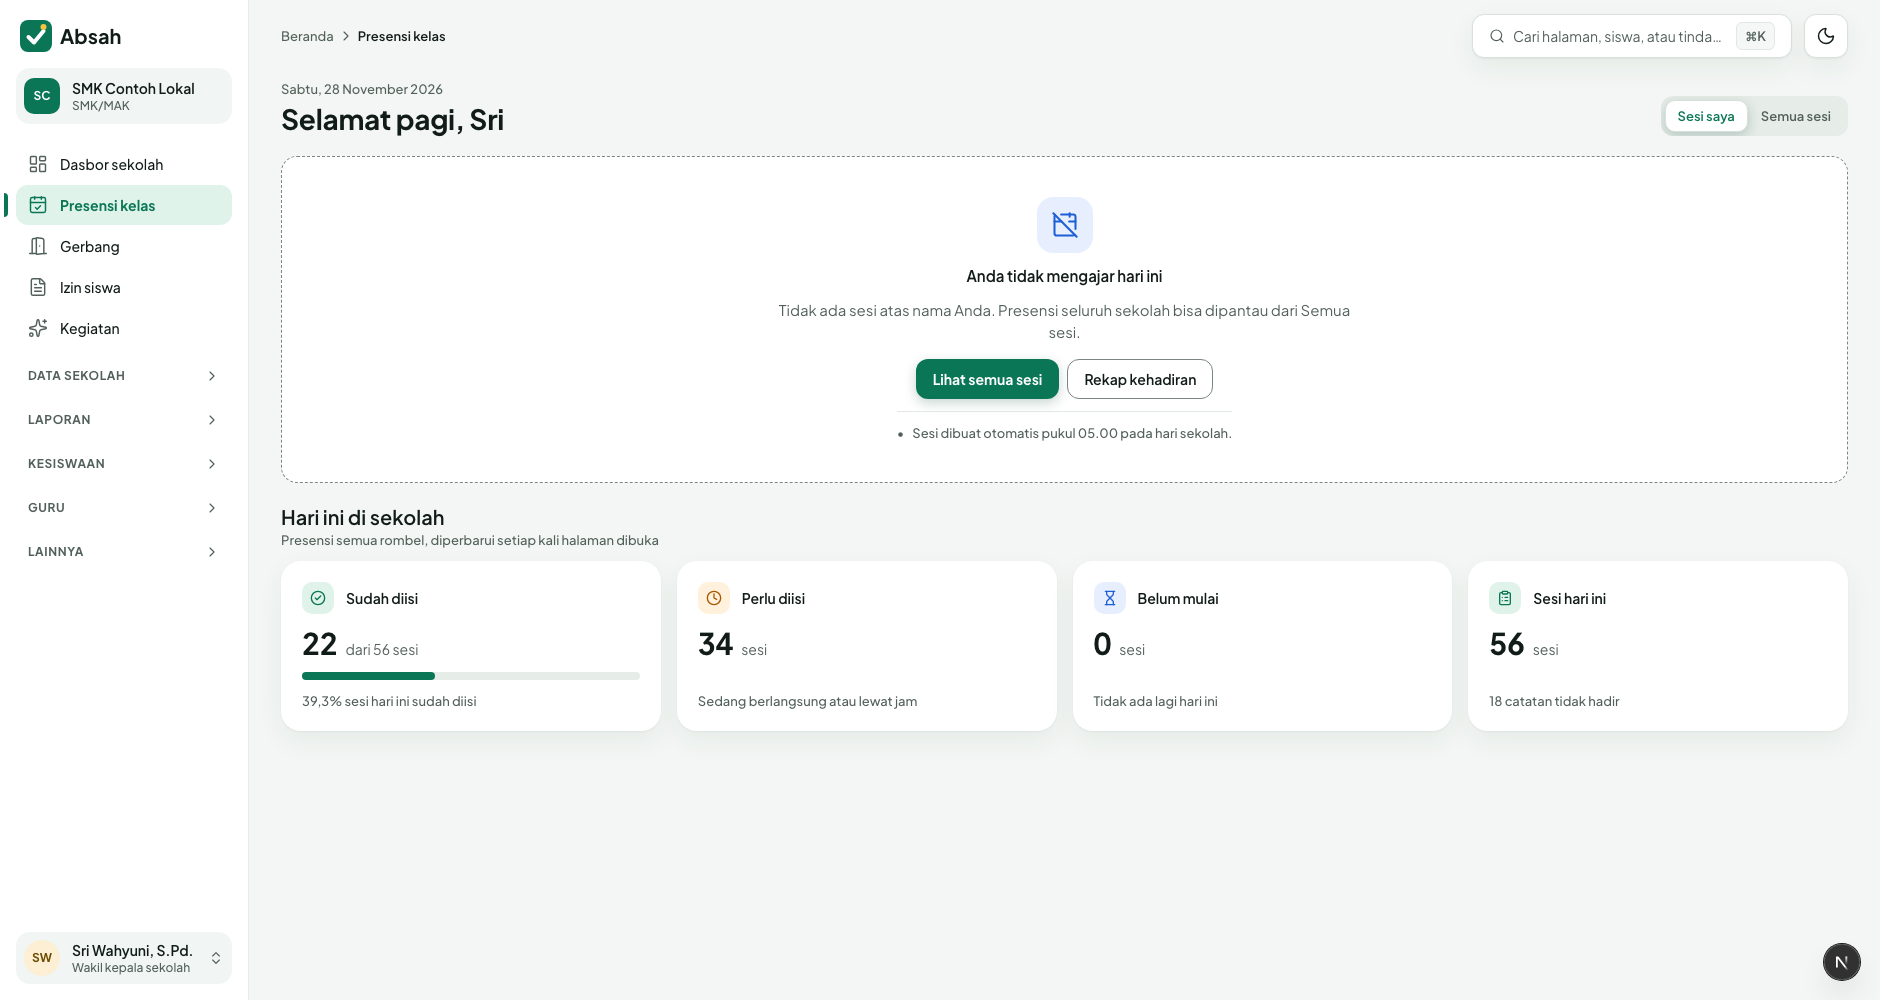 Absah
SC
SMK Contoh Lokal
SMK/MAK
Dasbor sekolah
Presensi kelas
Gerbang
Izin siswa
Kegiatan
DATA SEKOLAH
LAPORAN
KESISWAAN
GURU
LAINNYA
SW
Sri Wahyuni, S.Pd.
Wakil kepala sekolah
Beranda > Presensi kelas
Cari halaman, siswa, atau tinda... ⌘K
Sabtu, 28 November 2026
Selamat pagi, Sri
Sesi saya Semua sesi
Anda tidak mengajar hari ini
Tidak ada sesi atas nama Anda. Presensi seluruh sekolah bisa dipantau dari Semua
sesi.
Lihat semua sesi Rekap kehadiran
• Sesi dibuat otomatis pukul 05.00 pada hari sekolah.
Hari ini di sekolah
Presensi semua rombel, diperbarui setiap kali halaman dibuka
Sudah diisi
22 dari 56 sesi
39,3% sesi hari ini sudah diisi
Perlu diisi
34 sesi
Sedang berlangsung atau lewat jam
Belum mulai
0 sesi
Tidak ada lagi hari ini
Sesi hari ini
56 sesi
18 catatan tidak hadir
N